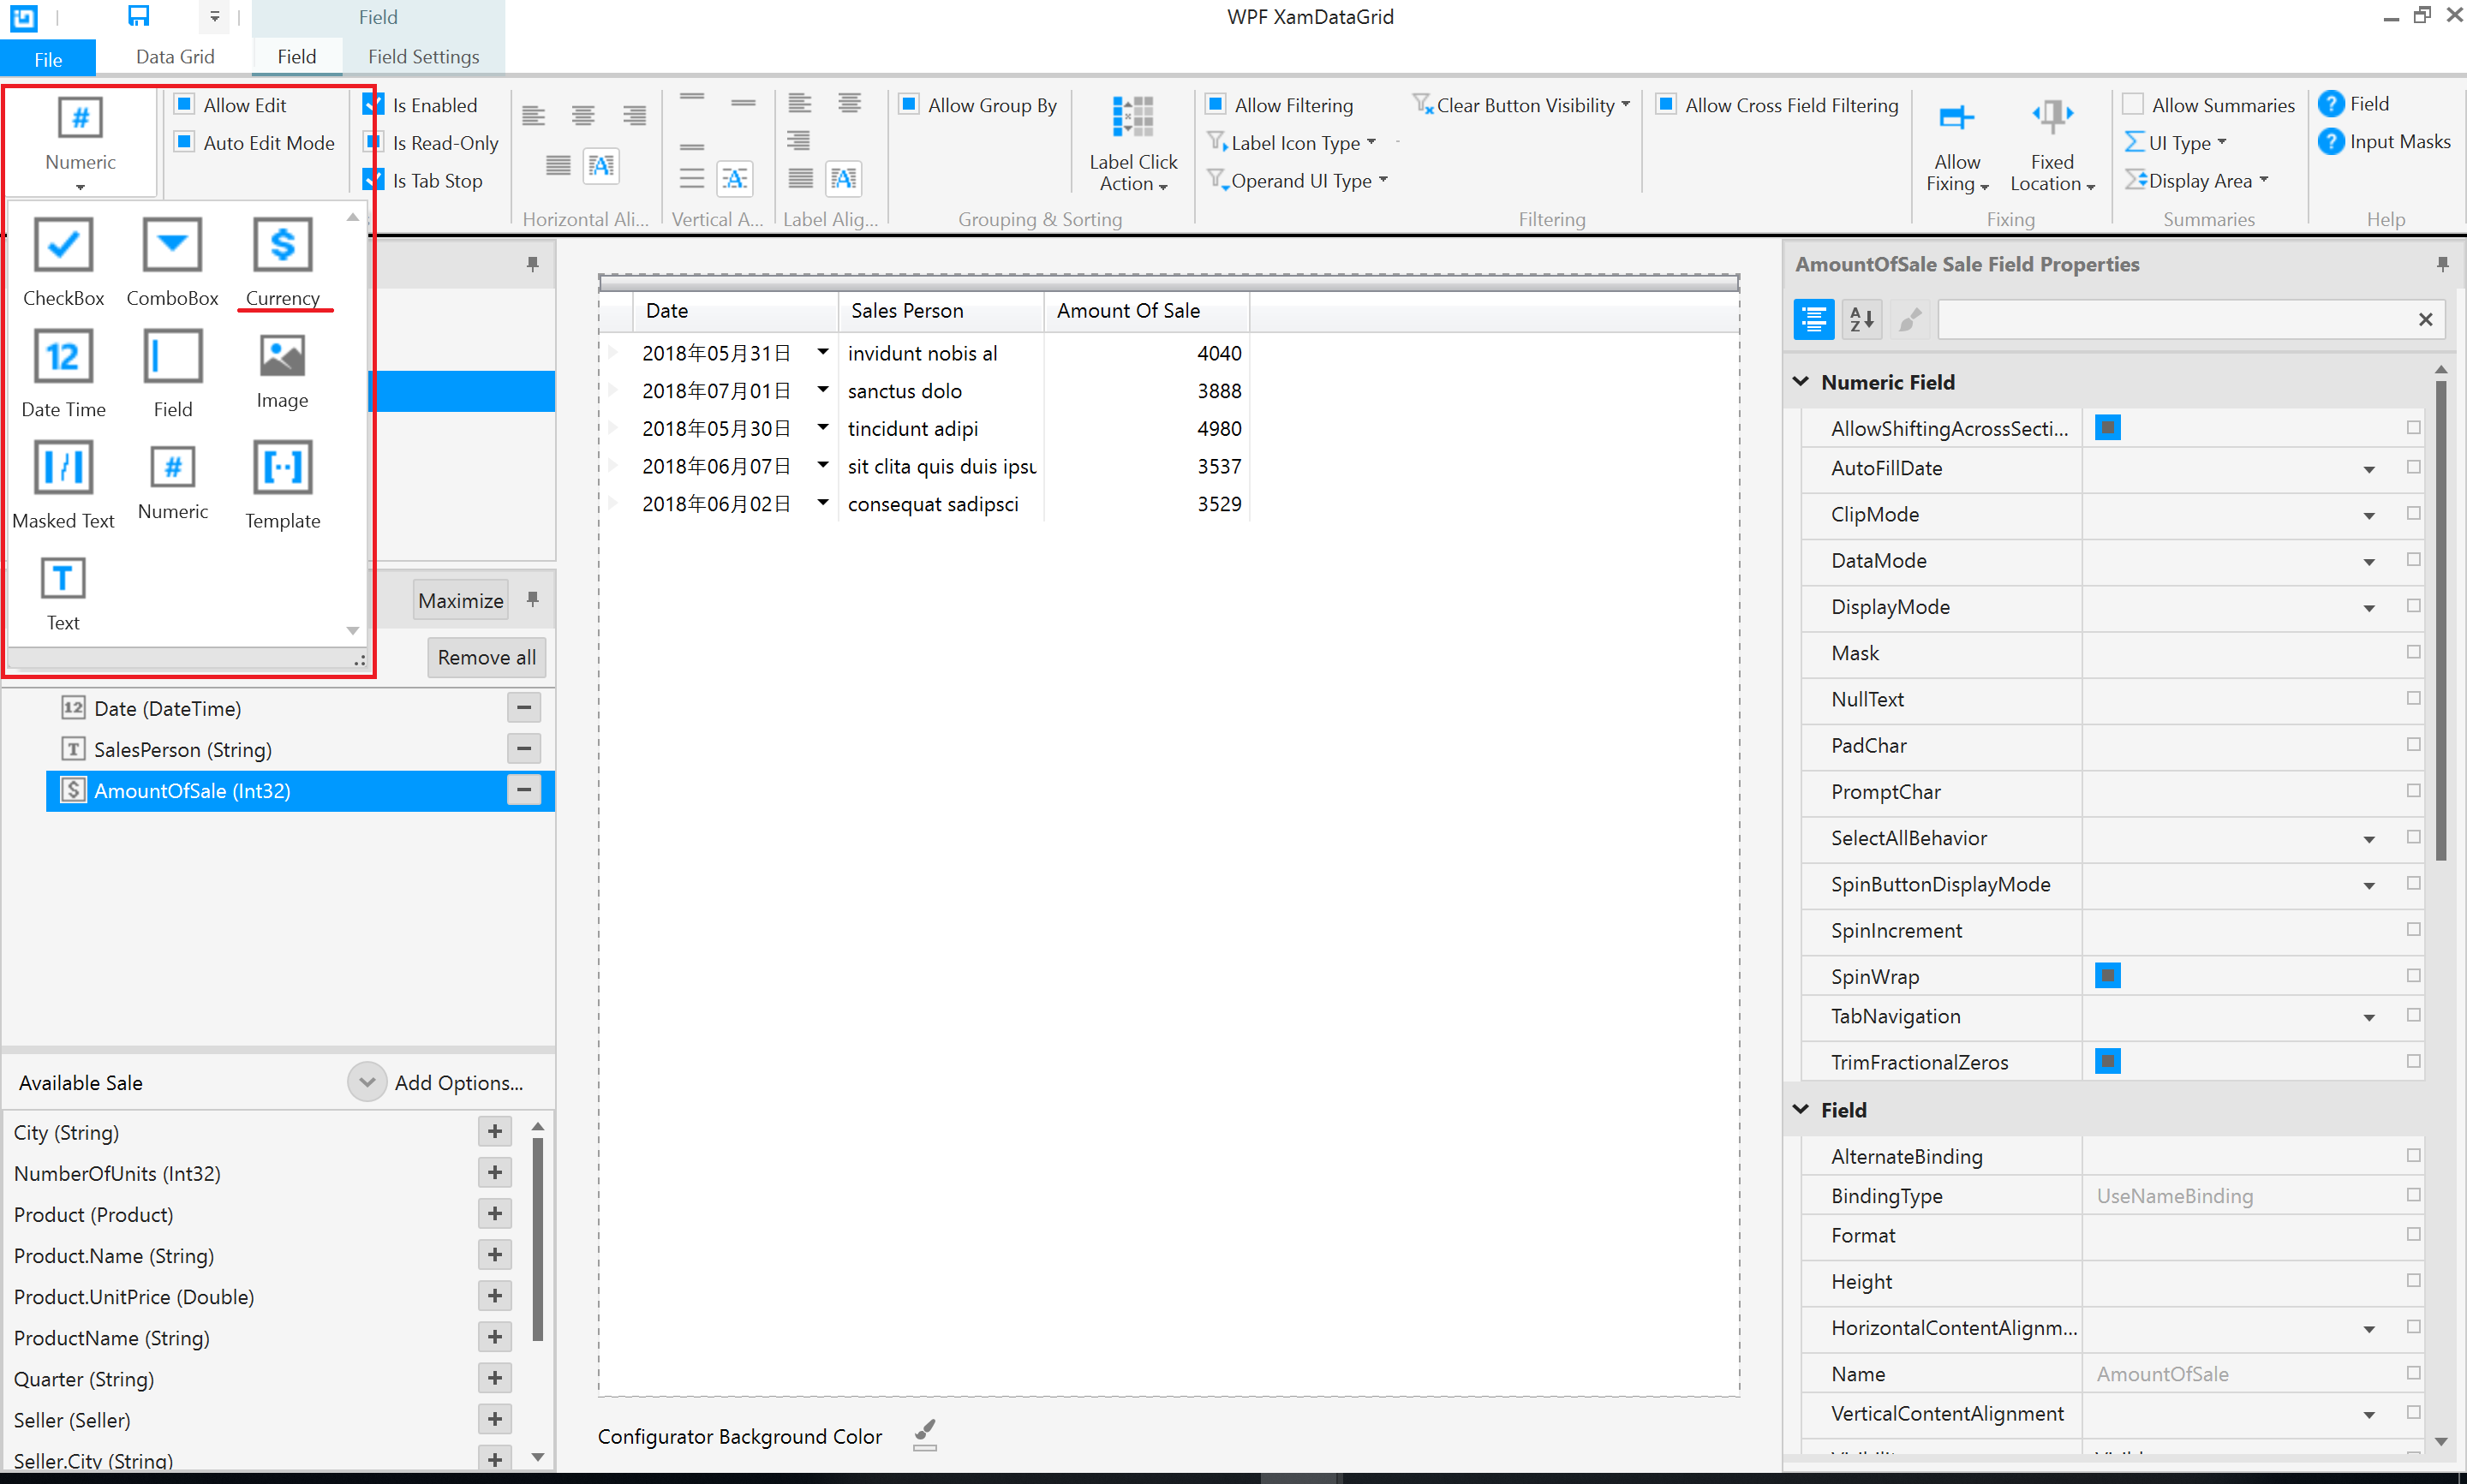 Field
WPF XamDataGrid
File
Data Grid
Field
Field Settings
Numeric
Allow Edit
Auto Edit Mode
Is Enabled
Is Read-Only
Is Tab Stop
Horizontal Ali...
Vertical A...
Label Alig...
Allow Group By
Label Click
Action
Grouping & Sorting
Allow Filtering
Label Icon Type
Operand UI Type
Clear Button Visibility
Allow Cross Field Filtering
Filtering
Allow
Fixing
Fixed
Location
Fixing
Allow Summaries
UI Type
Display Area
Summaries
Field
Input Masks
Help
CheckBox
ComboBox
Currency
Date Time
Field
Image
Masked Text
Numeric
Template
Text
Maximize
Remove all
Date (DateTime)
SalesPerson (String)
AmountOfSale (Int32)
Available Sale
Add Options...
City (String)
NumberOfUnits (Int32)
Product (Product)
Product.Name (String)
Product.UnitPrice (Double)
ProductName (String)
Quarter (String)
Seller (Seller)
Seller.City (String)
Date
Sales Person
Amount Of Sale
2018年05月31日 invidunt nobis al 4040
2018年07月01日 sanctus dolo 3888
2018年05月30日 tincidunt adipi 4980
2018年06月07日 sit clita quis duis ipsu 3537
2018年06月02日 consequat sadipsci 3529
Configurator Background Color
AmountOfSale Sale Field Properties
Numeric Field
AllowShiftingAcrossSecti...
AutoFillDate
ClipMode
DataMode
DisplayMode
Mask
NullText
PadChar
PromptChar
SelectAllBehavior
SpinButtonDisplayMode
SpinIncrement
SpinWrap
TabNavigation
TrimFractionalZeros
Field
AlternateBinding
BindingType UseNameBinding
Format
Height
HorizontalContentAlignm...
Name AmountOfSale
VerticalContentAlignment